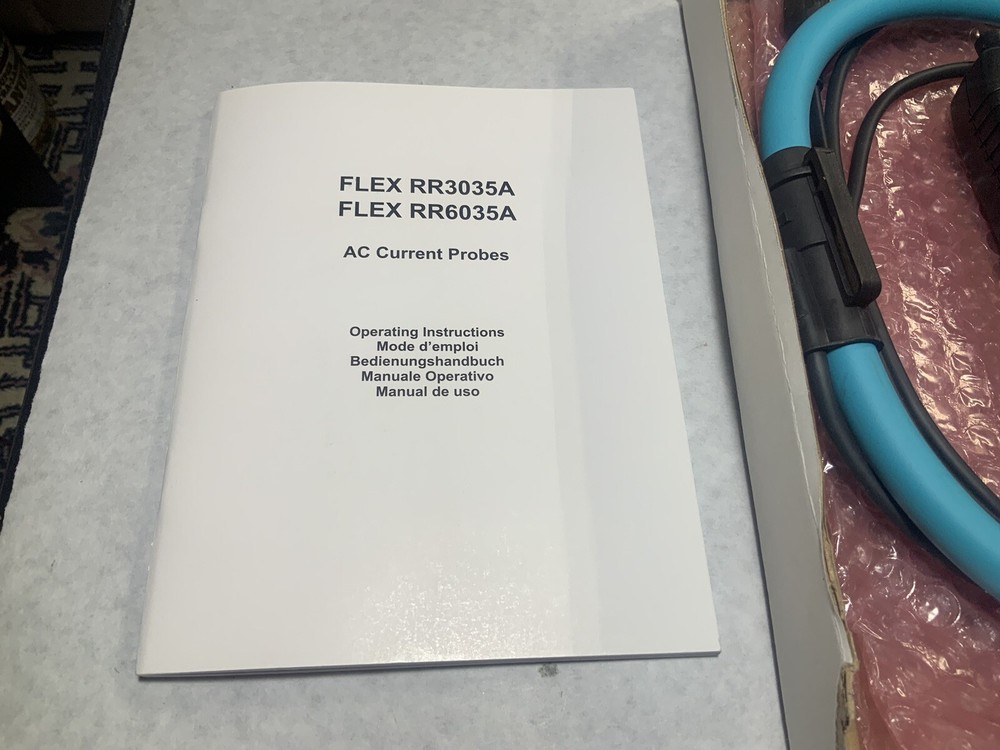 FLEX RR3035A
FLEX RR6035A
AC Current Probes
Operating Instructions
Mode d'emploi
Bedienungshandbuch
Manuale Operativo
Manual de uso